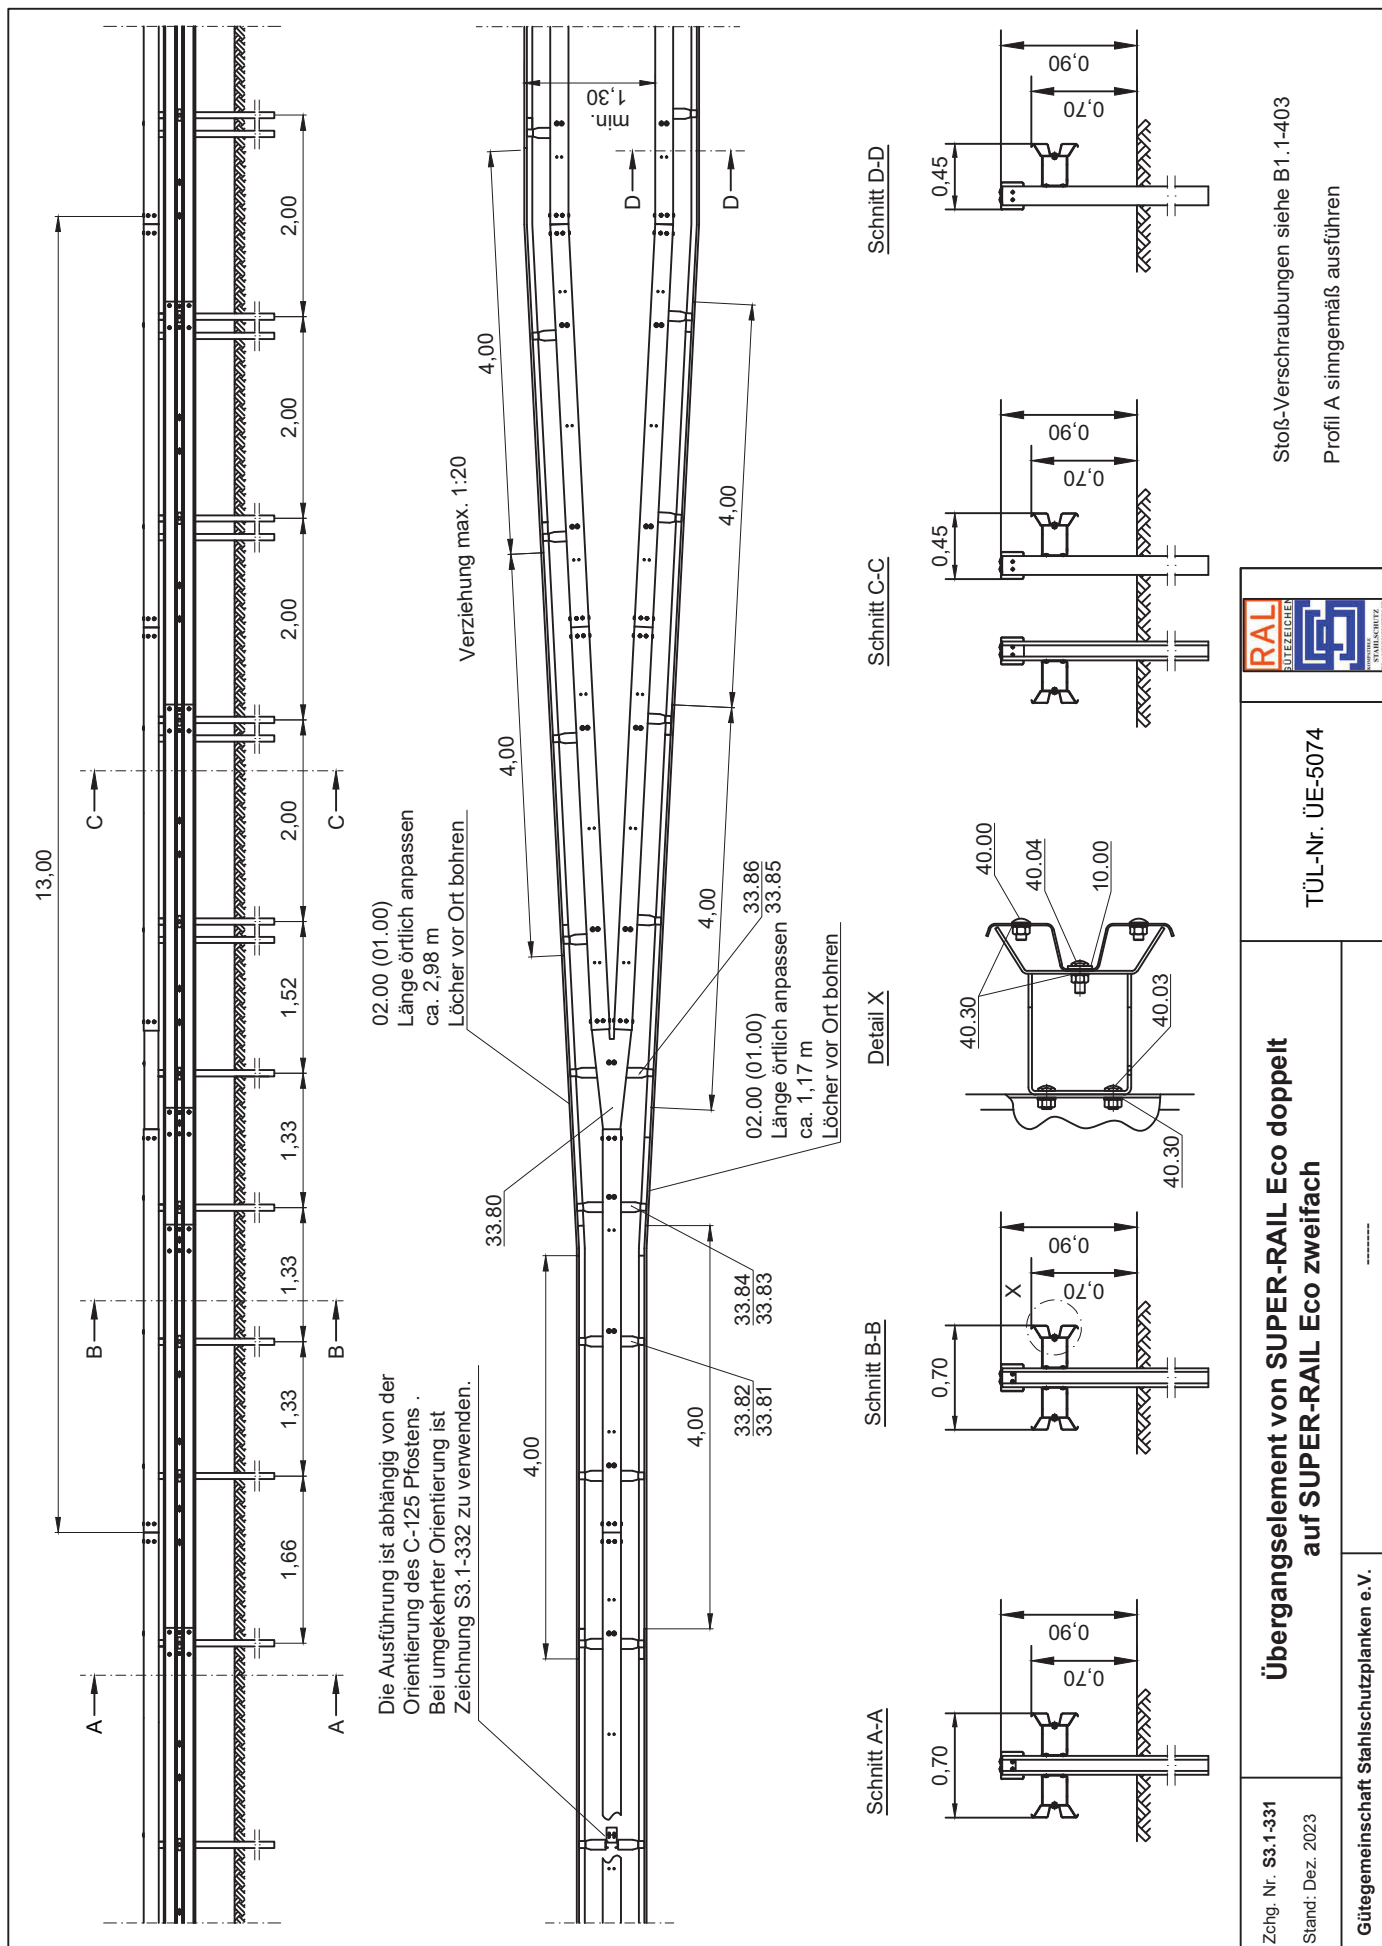 13,00
A
A
B
B
C
C
1,66
1,33
1,33
1,33
1,52
2,00
2,00
2,00
2,00
2,00
Die Ausführung ist abhängig von der
Orientierung des C-125 Pfostens .
Bei umgekehrter Orientierung ist
Zeichnung S3.1-332 zu verwenden.
02.00 (01.00)
Länge örtlich anpassen
ca. 2,98 m
Löcher vor Ort bohren
Verziehung max. 1:20
4,00
4,00
4,00
33.80
min.
1,30
D
D
4,00
33.82
33.81
33.84
33.83
02.00 (01.00)
Länge örtlich anpassen
ca. 1,17 m
Löcher vor Ort bohren
33.86
33.85
4,00
4,00
Schnitt A-A
0,70
0,70
0,90
Schnitt B-B
0,70
X
0,70
0,90
Detail X
40.30
40.00
40.04
10.00
40.03
40.30
Schnitt C-C
0,45
0,70
0,90
Schnitt D-D
0,45
0,70
0,90
Stoß-Verschraubungen siehe B1.1-403
Profil A sinngemäß ausführen
Zchg. Nr. S3.1-331
Stand: Dez. 2023
Übergangselement von SUPER-RAIL Eco doppelt
auf SUPER-RAIL Eco zweifach
TÜL-Nr. ÜE-5074
RAL
GÜTEZEICHEN
KOMPATIBLE
STAHLSCHUTZ
Gütegemeinschaft Stahlschutzplanken e.V.
-------